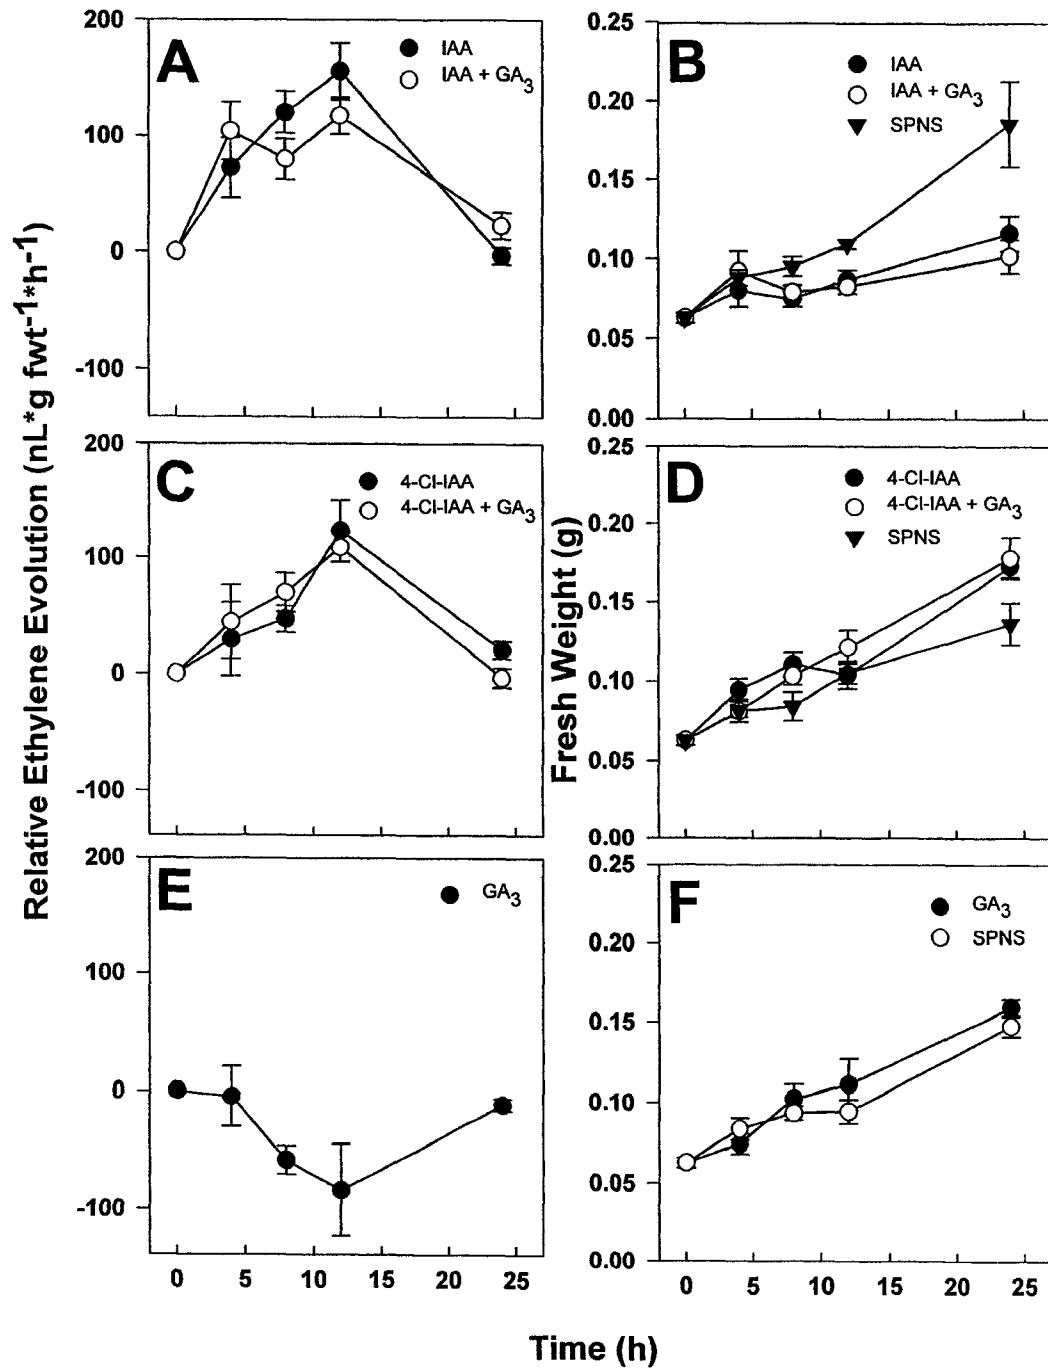 Relative Ethylene Evolution (nL*g fwt⁻¹*h⁻¹)
A
IAA
IAA + GA₃
200
100
0
-100
B
IAA
IAA + GA₃
SPNS
0.25
0.20
0.15
0.10
0.05
0.00
C
4-Cl-IAA
4-Cl-IAA + GA₃
200
100
0
-100
Fresh Weight (g)
D
4-Cl-IAA
4-Cl-IAA + GA₃
SPNS
0.25
0.20
0.15
0.10
0.05
0.00
E
GA₃
200
100
0
-100
0 5 10 15 20 25
F
GA₃
SPNS
0.25
0.20
0.15
0.10
0.05
0.00
0 5 10 15 20 25
Time (h)